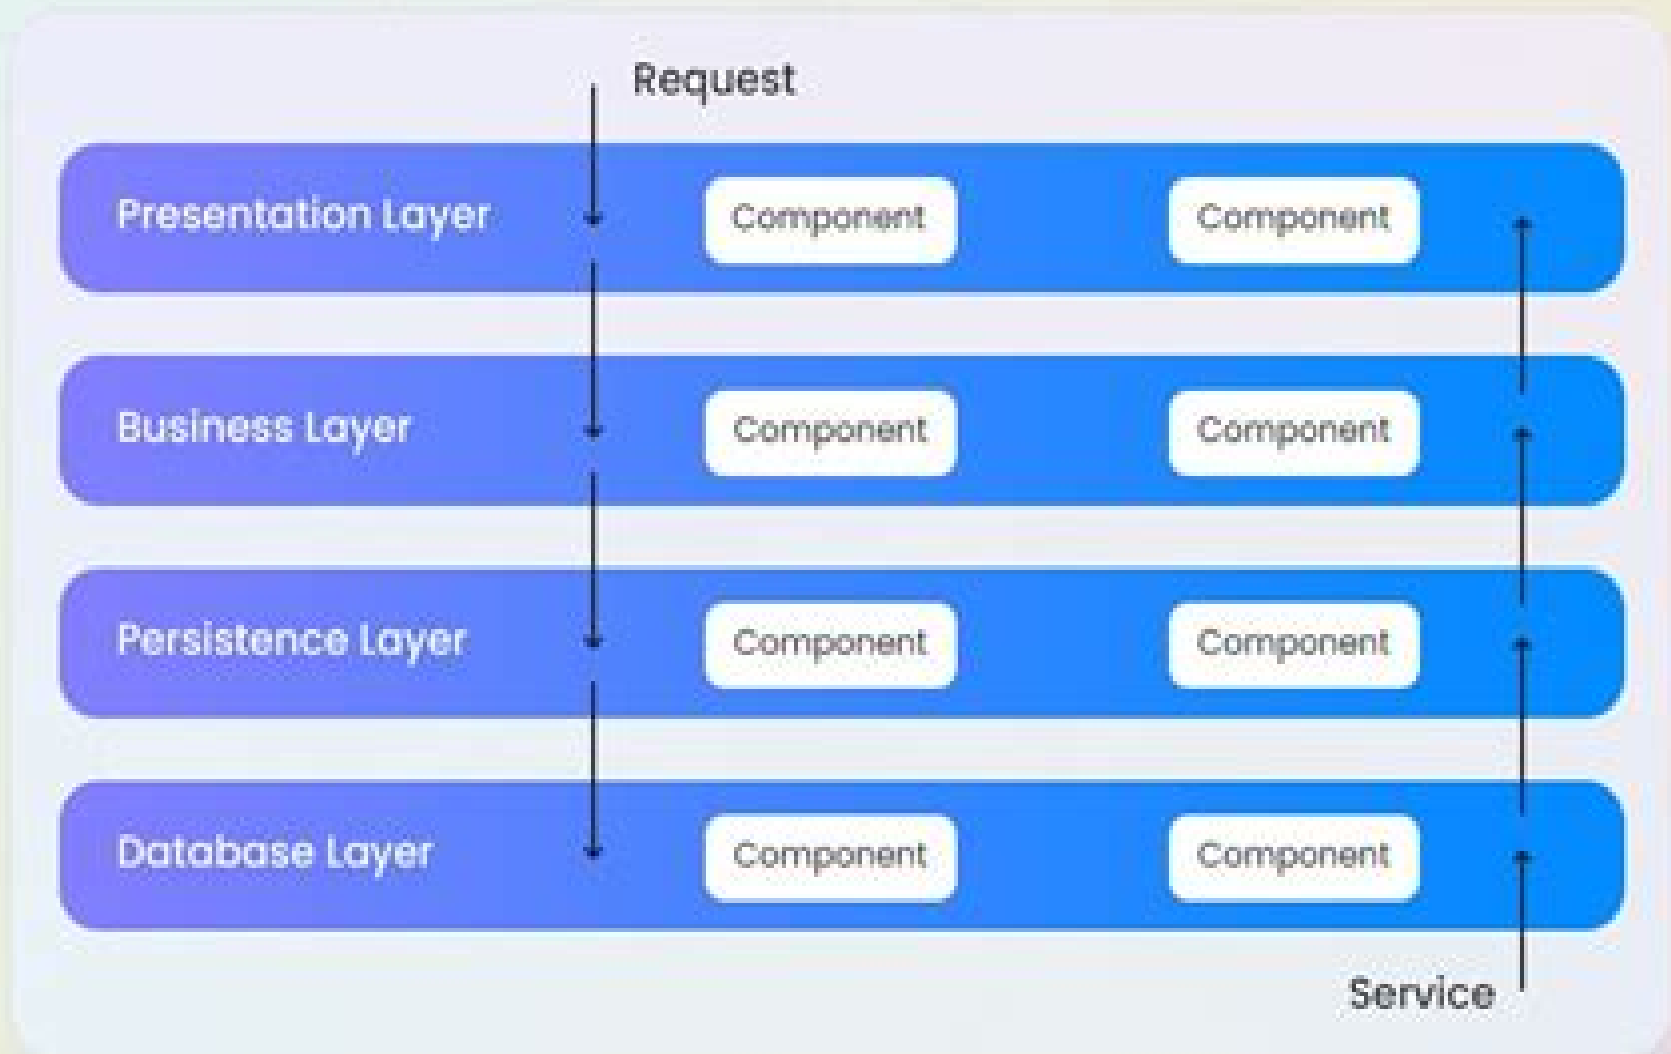 Request
Presentation Layer Component Component
Business Layer Component Component
Persistence Layer Component Component
Database Layer Component Component
Service